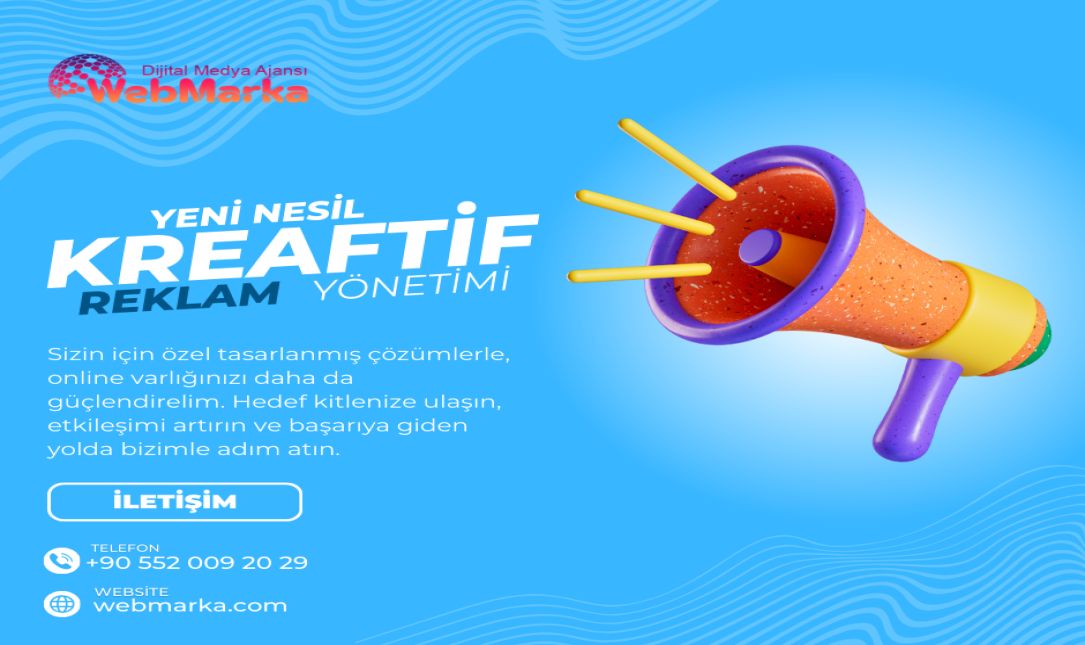 Dijital Medya Ajansı
WebMarka
YENİ NESİL
KREAFTİF
REKLAM YÖNETİMİ
Sizin için özel tasarlanmış çözümlerle,
online varlığınızı daha da
güçlendirelim. Hedef kitlenize ulaşın,
etkileşimi artırın ve başarıya giden
yolda bizimle adım atın.
İLETİŞİM
TELEFON
+90 552 009 20 29
WEBSİTE
webmarka.com